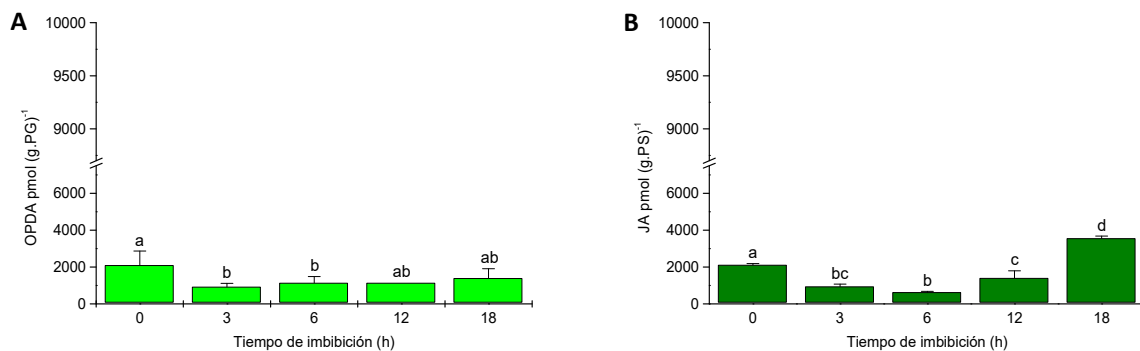 A
10000
9500
9000
6000
4000
2000
0
OPDA pmol (g.PG)⁻¹
a
b
b
ab
ab
0 3 6 12 18
Tiempo de imbibición (h)
B
10000
9500
9000
6000
4000
2000
0
JA pmol (g.PS)⁻¹
a
bc
b
c
d
0 3 6 12 18
Tiempo de imbibición (h)